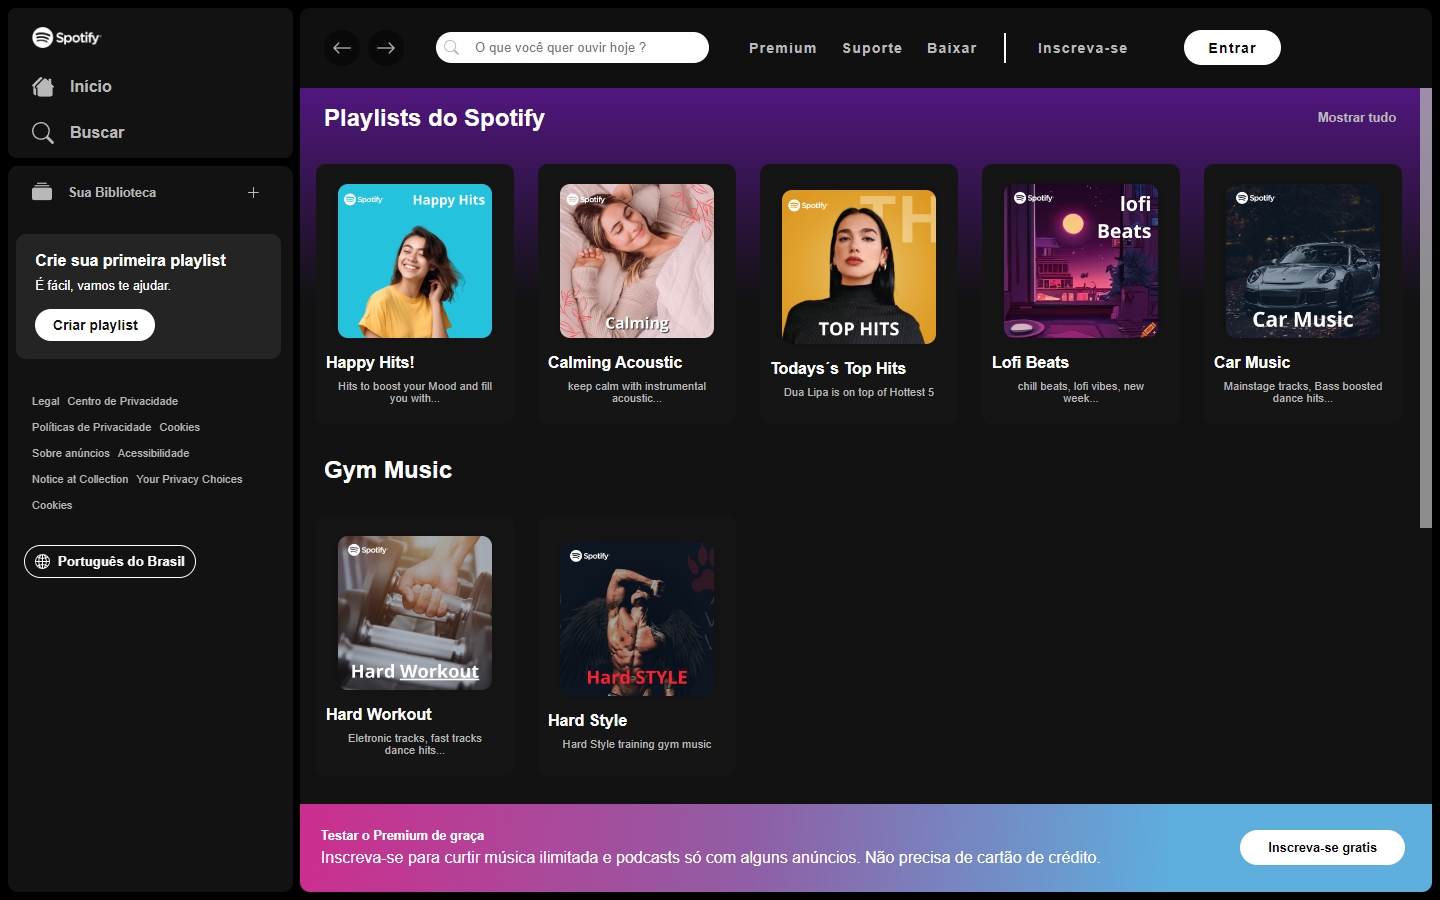 Spotify
Início
Buscar
Sua Biblioteca
Crie sua primeira playlist
É fácil, vamos te ajudar.
Criar playlist
Legal Centro de Privacidade
Políticas de Privacidade Cookies
Sobre anúncios Acessibilidade
Notice at Collection Your Privacy Choices
Cookies
Português do Brasil
O que você quer ouvir hoje ?
Premium Suporte Baixar Inscreva-se Entrar
Playlists do Spotify Mostrar tudo
Spotify Happy Hits
Happy Hits!
Hits to boost your Mood and fill
you with...
Spotify
Calming
Calming Acoustic
keep calm with instrumental
acoustic...
Spotify TH
TOP HITS
Todays´s Top Hits
Dua Lipa is on top of Hottest 5
Spotify lofi
Beats
Lofi Beats
chill beats, lofi vibes, new
week...
Spotify
Car Music
Car Music
Mainstage tracks, Bass boosted
dance hits...
Gym Music
Spotify
Hard Workout
Hard Workout
Eletronic tracks, fast tracks
dance hits...
Spotify
Hard STYLE
Hard Style
Hard Style training gym music
Testar o Premium de graça
Inscreva-se para curtir música ilimitada e podcasts só com alguns anúncios. Não precisa de cartão de crédito.
Inscreva-se gratis